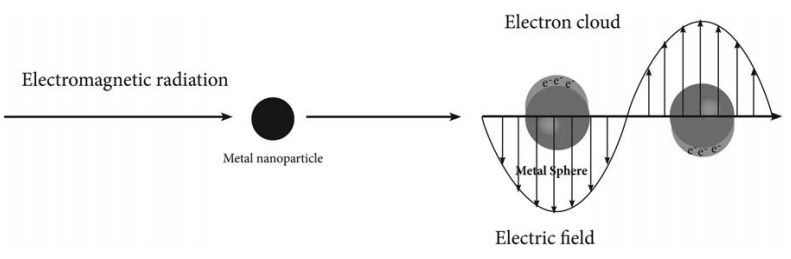 Electron cloud
Electromagnetic radiation
e- e- e-
Metal nanoparticle
Metal Sphere
e- e- e-
Electric field